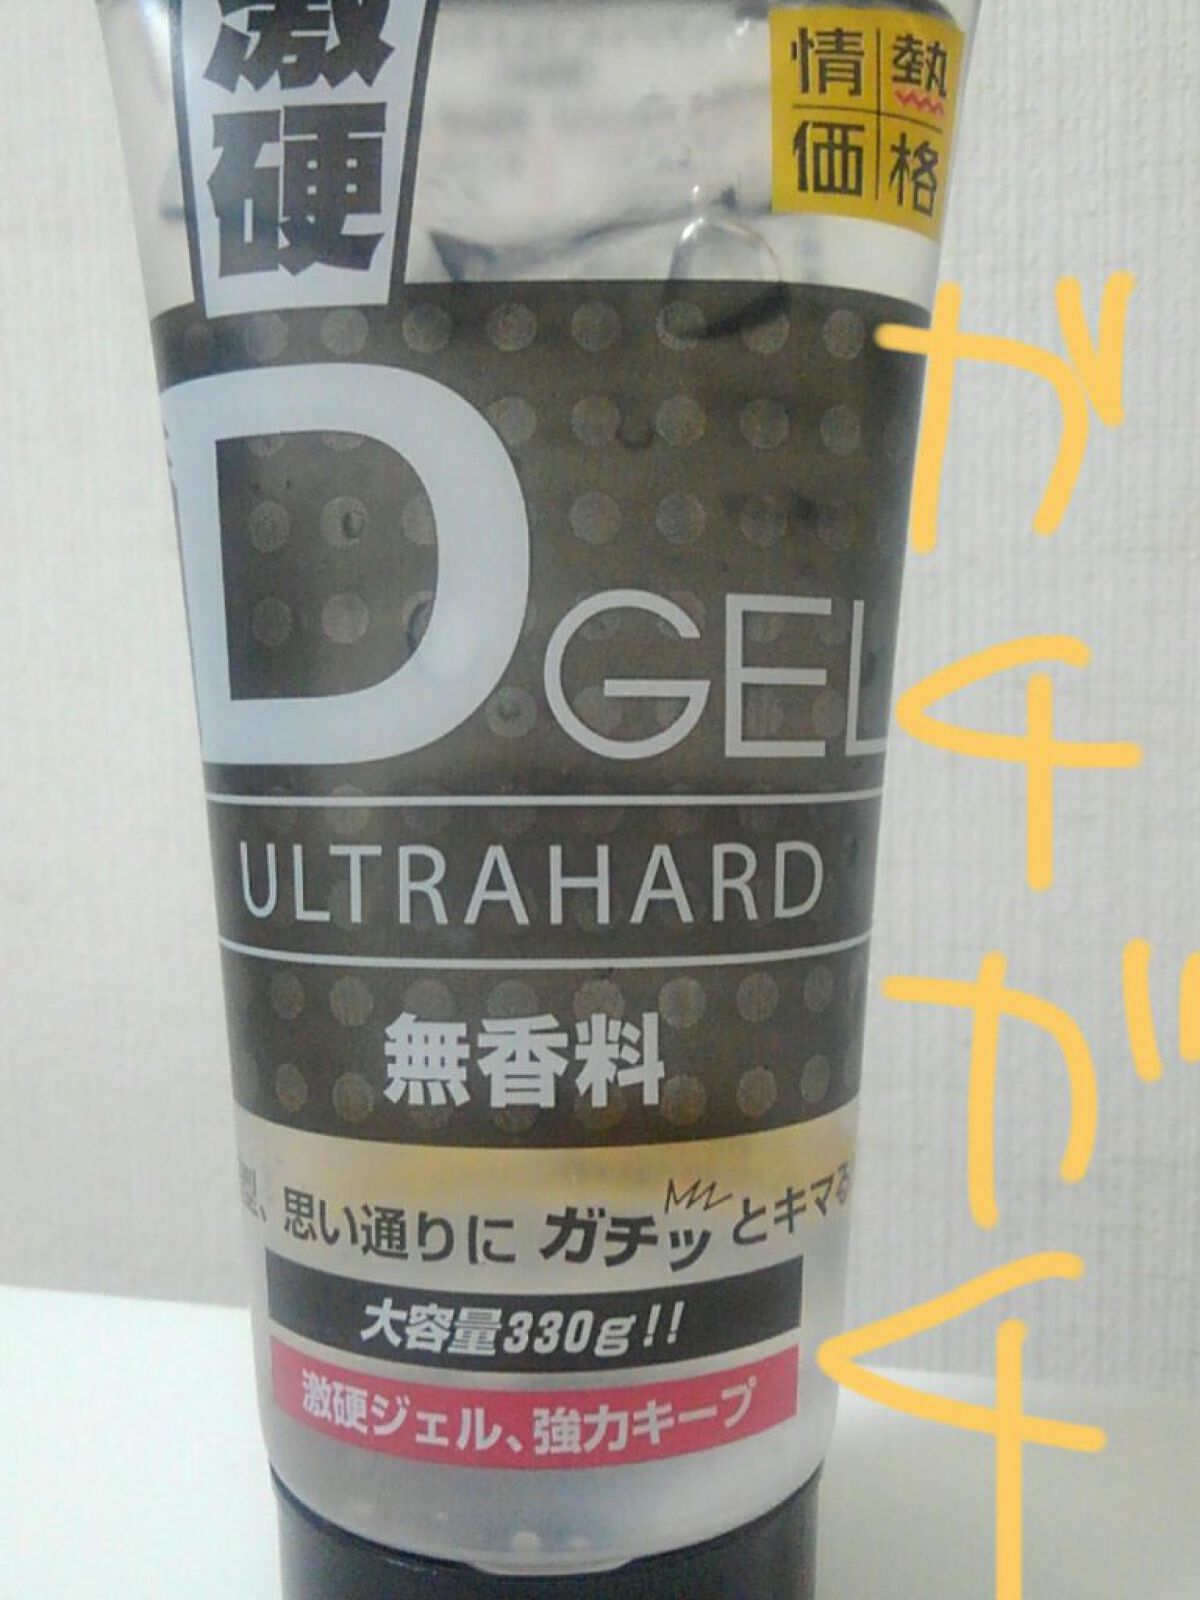 激硬
情熱
価格
D GEL
ULTRAHARD
無香料
型、思い通りに ガチッとキマる
大容量330g!!
激硬ジェル、強力キープ
ガチガチ